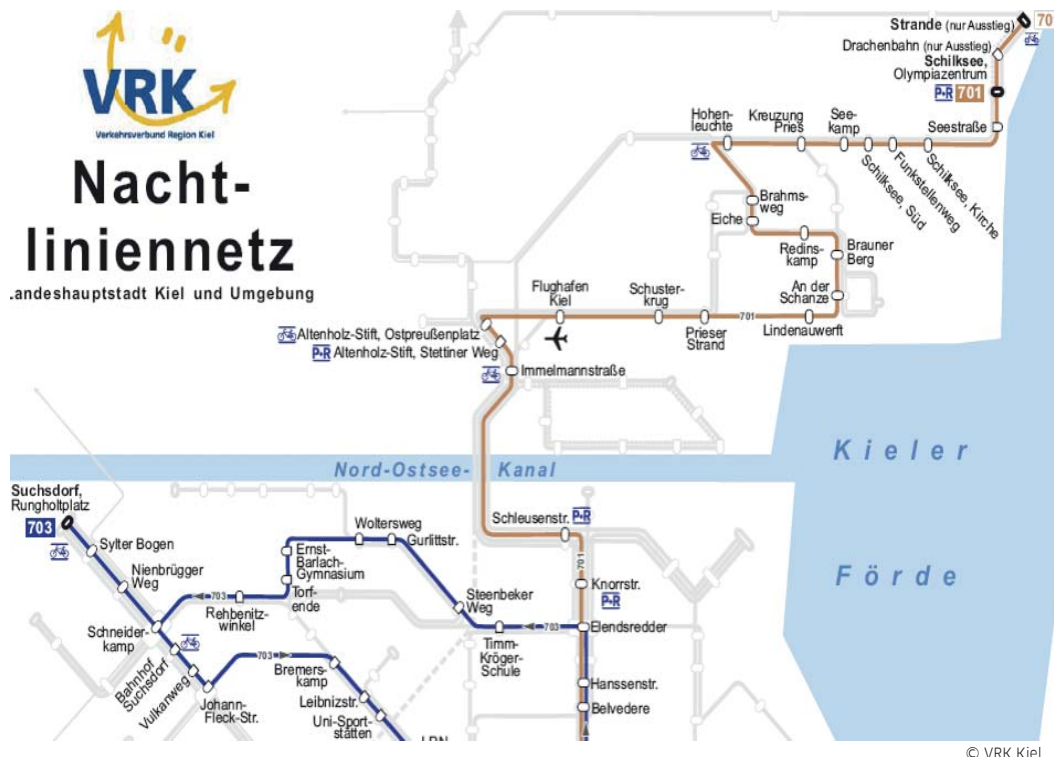 VRK
Verkehrsverbund Region Kiel
Nacht-
liniennetz
Landeshauptstadt Kiel und Umgebung
Strande (nur Ausstieg)
70
Drachenbahn (nur Ausstieg)
Schilksee,
Olympiazentrum
P+R 701
Seestraße
Hohen-
leuchte
Kreuzung
Pries
See-
kamp
Schilksee, Süd
Funkstellenweg
Schilksee, Kirche
Brahms-
weg
Eiche
Redins-
kamp
Brauner
Berg
An der
Schanze
Flughafen
Kiel
Schuster-
krug
Prieser
Strand
701
Lindenauwerft
Altenholz-Stift, Ostpreußenplatz
P+R Altenholz-Stift, Stettiner Weg
Immelmannstraße
Kieler
Förde
Nord-Ostsee-Kanal
Suchsdorf,
Rungholtplatz
703
Sylter Bogen
Nienbrügger
Weg
Schneider-
kamp
Bahnhof
Suchsdorf
Vulkanweg
Johann-
Fleck-Str.
703
Rehbenitz-
winkel
Torf-
ende
Ernst-
Barlach-
Gymnasium
Woltersweg
Gurlittstr.
Steenbeker
Weg
Timm-
Kröger-
Schule
703
703
Bremers-
kamp
Leibnizstr.
Uni-Sport-
stätten
Schleusenstr. P+R
701
Knorrstr.
P+R
Elendsredder
Hanssenstr.
Belvedere
© VRK Kiel